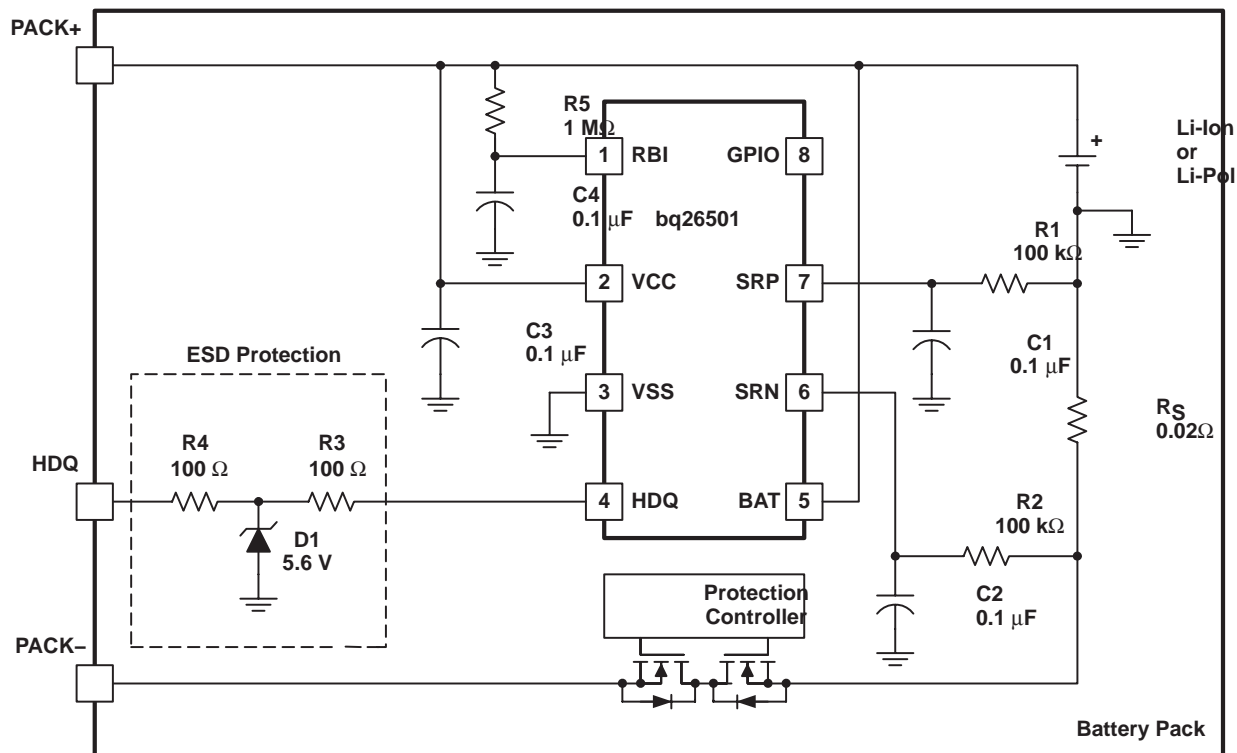 PACK+
R5
1 MΩ
1 RBI
GPIO 8
Li-Ion
or
Li-Pol
+
C4
0.1 μF
bq26501
R1
100 kΩ
2 VCC
SRP 7
C3
0.1 μF
C1
0.1 μF
ESD Protection
3 VSS
SRN 6
RS
0.02Ω
HDQ
R4
100 Ω
R3
100 Ω
4 HDQ
BAT 5
R2
100 kΩ
D1
5.6 V
Protection
Controller
C2
0.1 μF
PACK–
Battery Pack